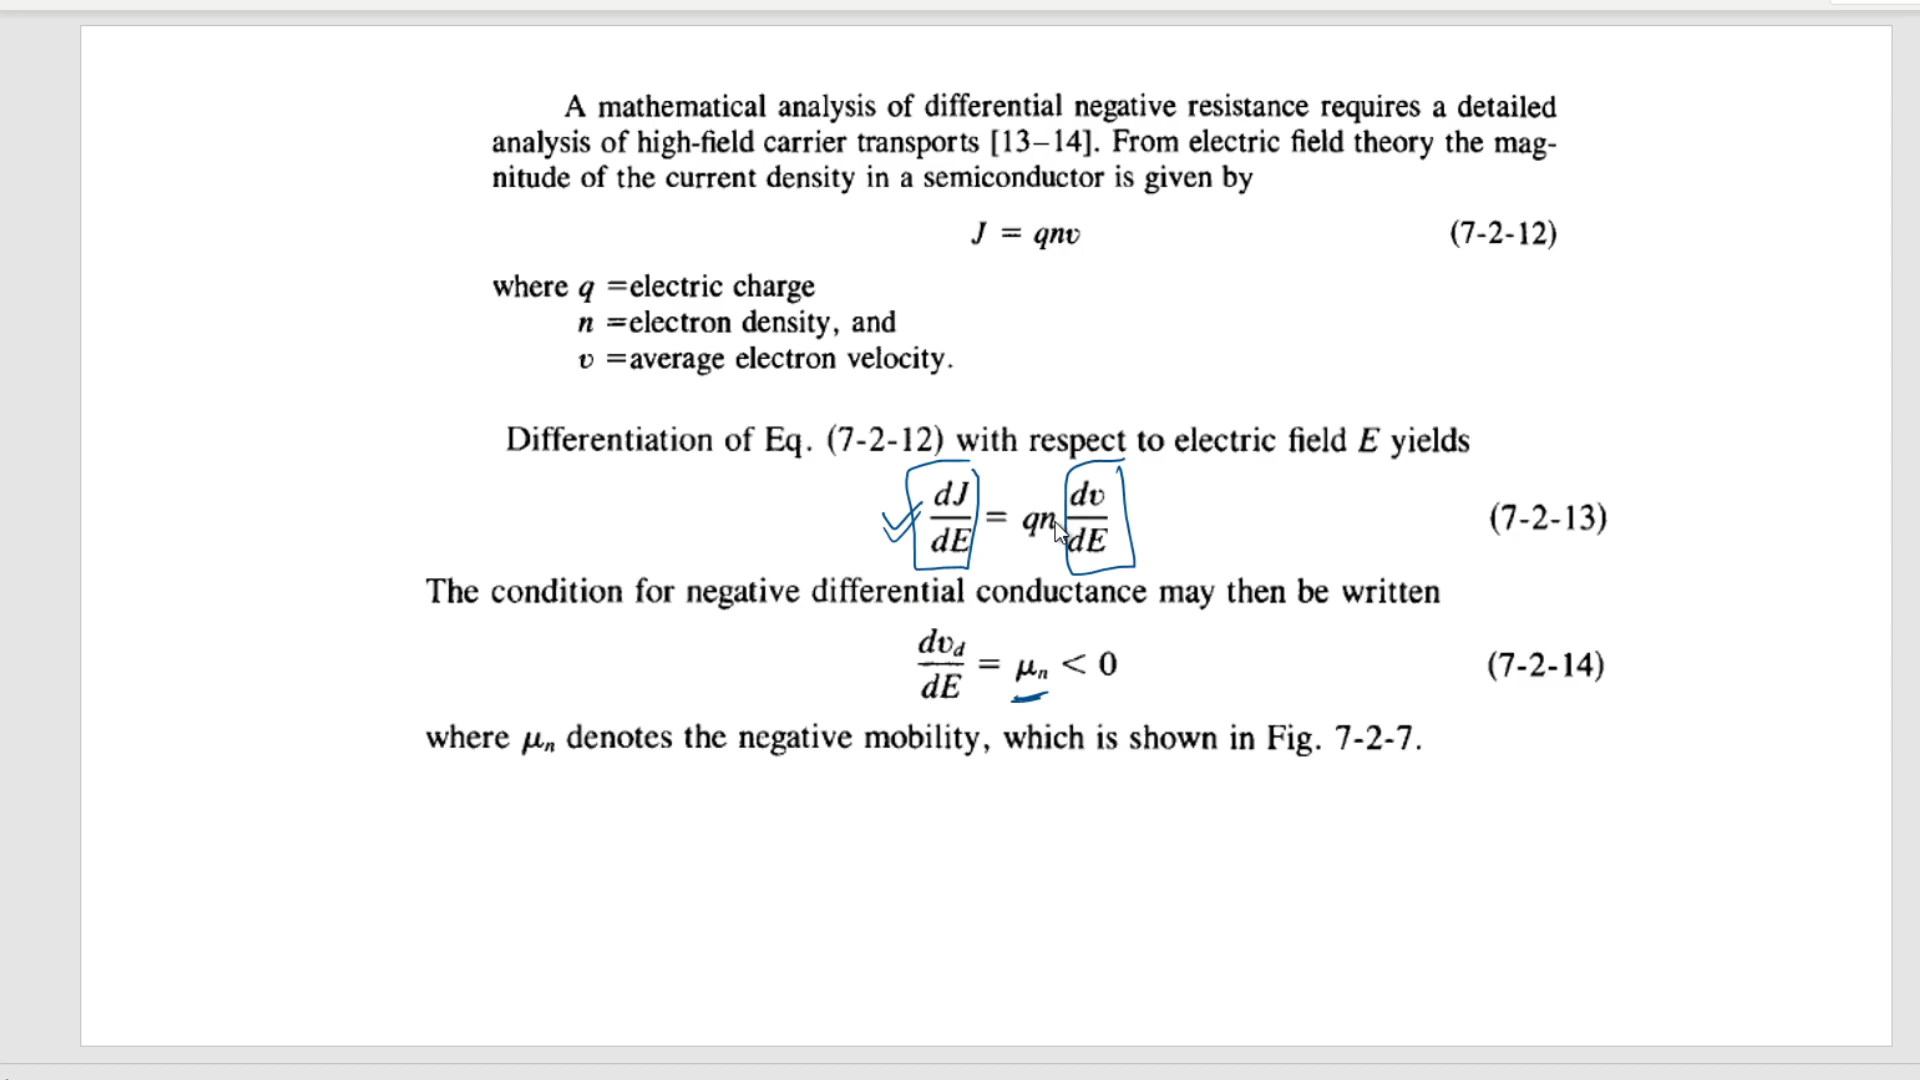 A mathematical analysis of differential negative resistance requires a detailed
analysis of high-field carrier transports [13–14]. From electric field theory the mag-
nitude of the current density in a semiconductor is given by
J = qnv (7-2-12)
where q =electric charge
n =electron density, and
v =average electron velocity.
Differentiation of Eq. (7-2-12) with respect to electric field E yields
dJ/dE = qn dv/dE (7-2-13)
The condition for negative differential conductance may then be written
dv_d/dE = μ_n < 0 (7-2-14)
where μ_n denotes the negative mobility, which is shown in Fig. 7-2-7.